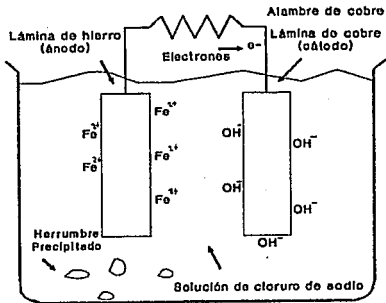 Alambre de cobre
Lámina de hierro
(ánodo)
Electrones
e-
Lámina de cobre
(cátodo)
Fe2+
Fe2+
Fe2+
Fe2+
Fe2+
OH-
OH-
OH-
OH-
OH-
OH-
Herrumbre
Precipitado
Solución de cloruro de sodio